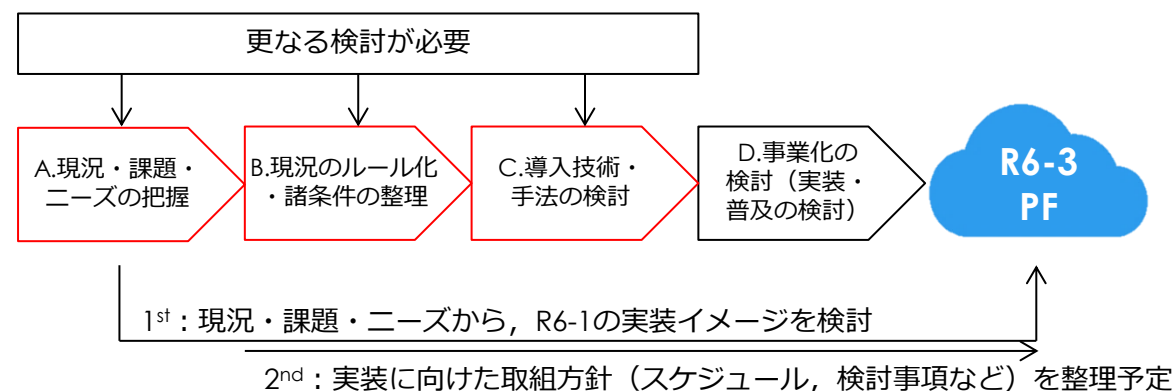 更なる検討が必要
A.現況・課題・
ニーズの把握
B.現況のルール化
・諸条件の整理
C.導入技術・
手法の検討
D.事業化の
検討（実装・
普及の検討）
R6-3
PF
1st：現況・課題・ニーズから，R6-1の実装イメージを検討
2nd：実装に向けた取組方針（スケジュール，検討事項など）を整理予定